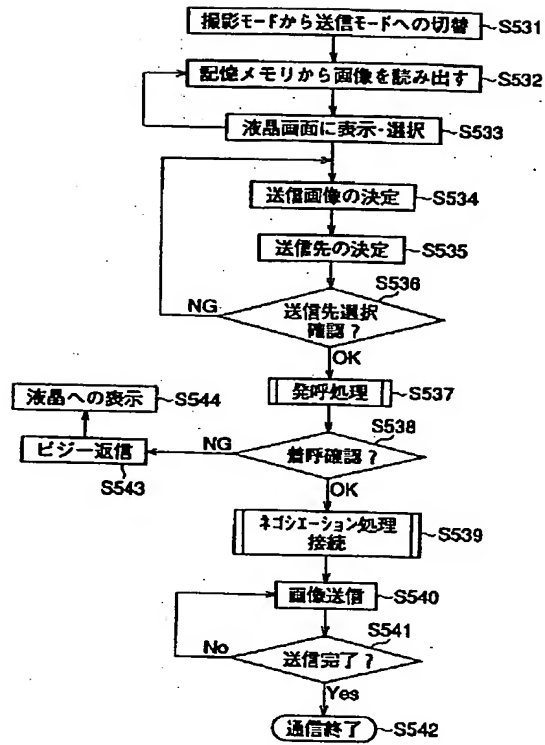 撮影モードから送信モードへの切替
S531
記憶メモリから画像を読み出す
S532
液晶画面に表示・選択
S533
送信画像の決定
S534
送信先の決定
S535
S536
NG
送信先選択
確認?
OK
発呼処理
S537
液晶への表示
S544
S538
ビジー返信
NG
着呼確認?
S543
OK
ネゴシエーション処理
接続
S539
画像送信
S540
S541
No
送信完了?
Yes
通信終了
S542